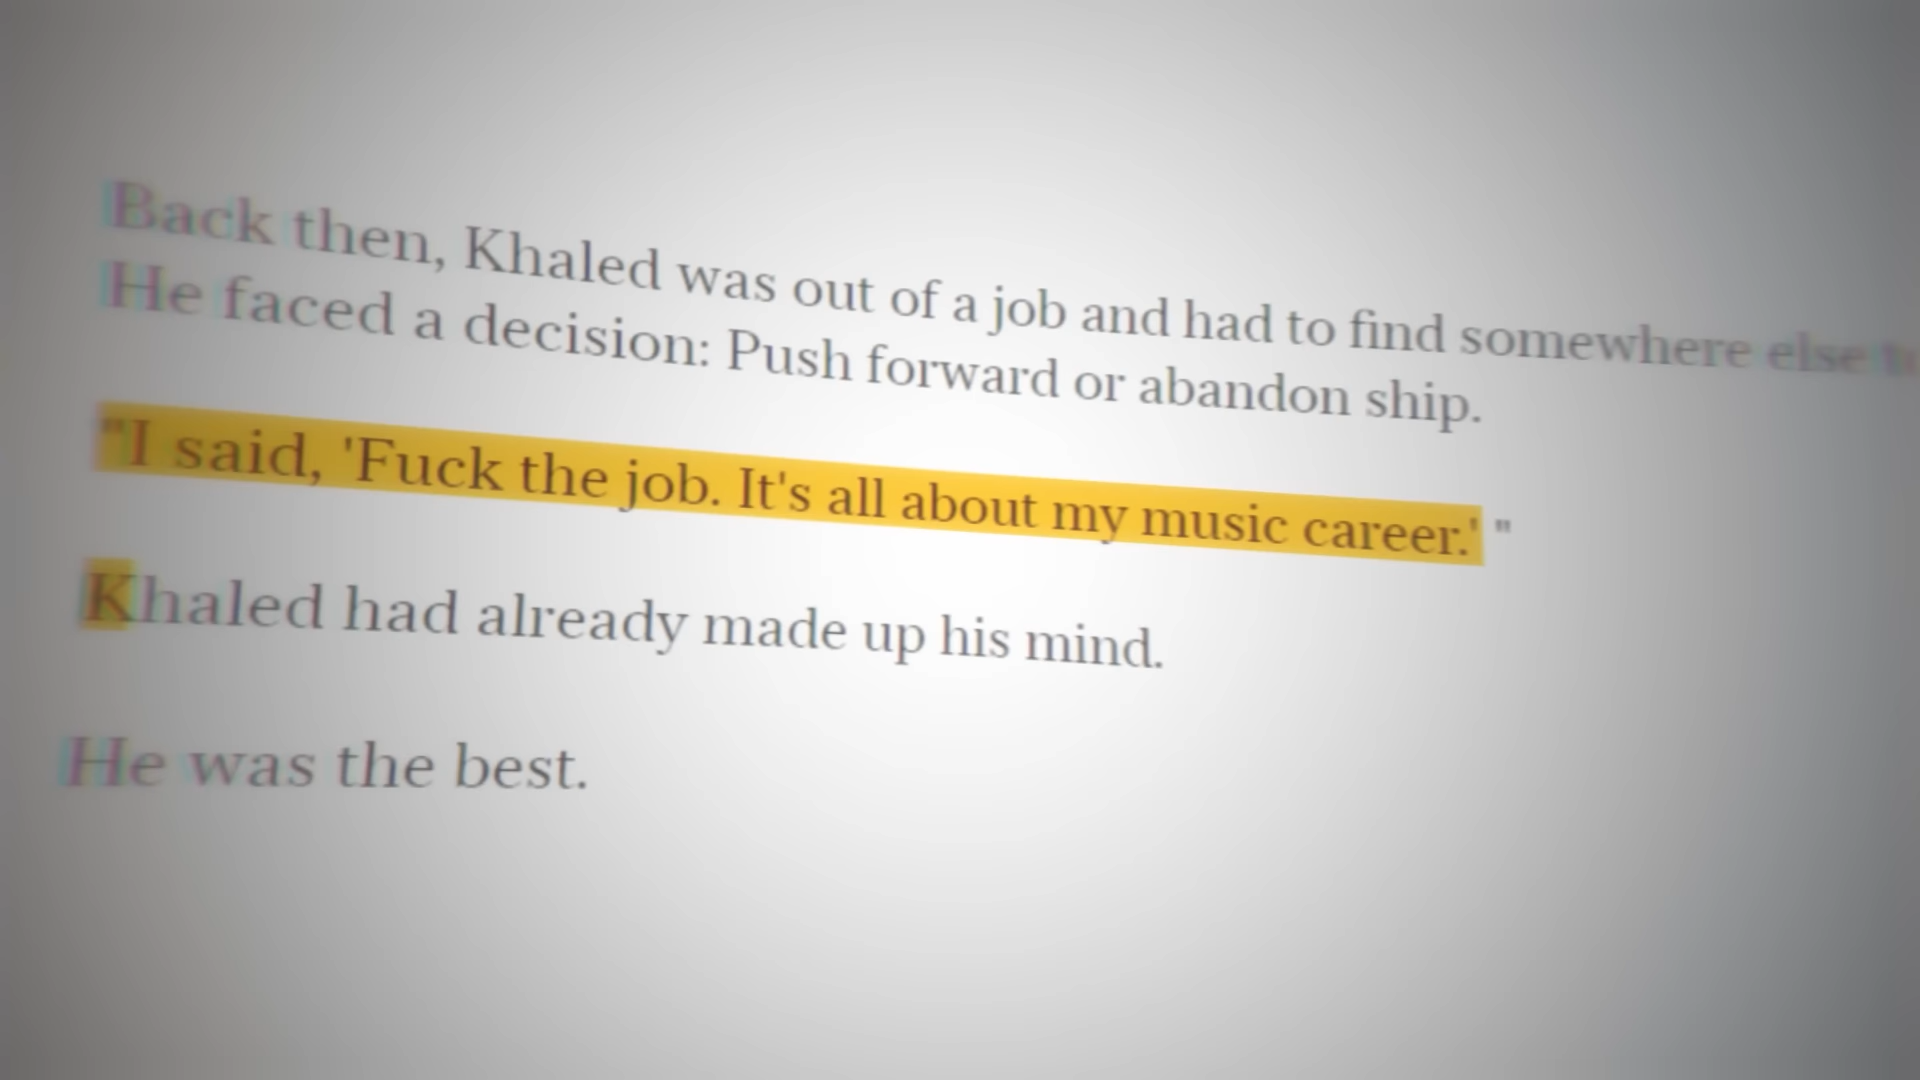 Back then, Khaled was out of a job and had to find somewhere else
He faced a decision: Push forward or abandon ship.
"I said, 'Fuck the job. It's all about my music career.' "
Khaled had already made up his mind.
He was the best.